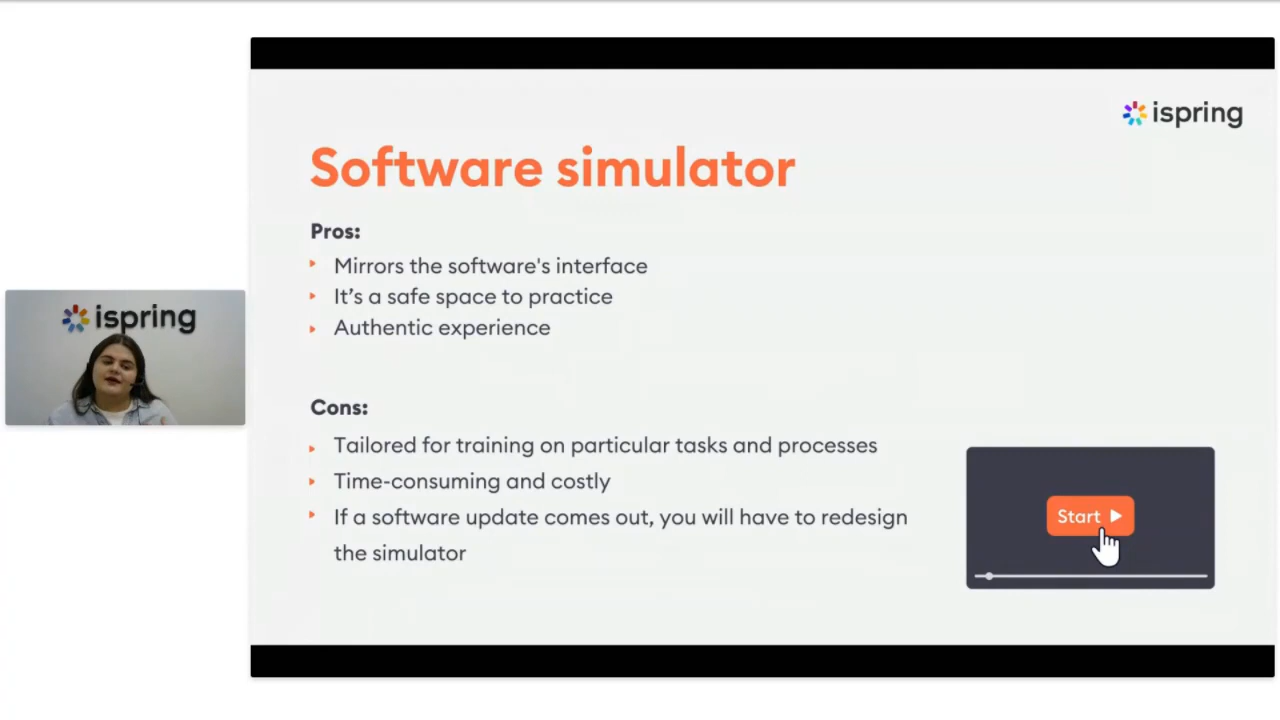 ispring
Software simulator
Pros:
Mirrors the software's interface
It’s a safe space to practice
Authentic experience
ispring
Cons:
Tailored for training on particular tasks and processes
Time-consuming and costly
If a software update comes out, you will have to redesign
the simulator
Start